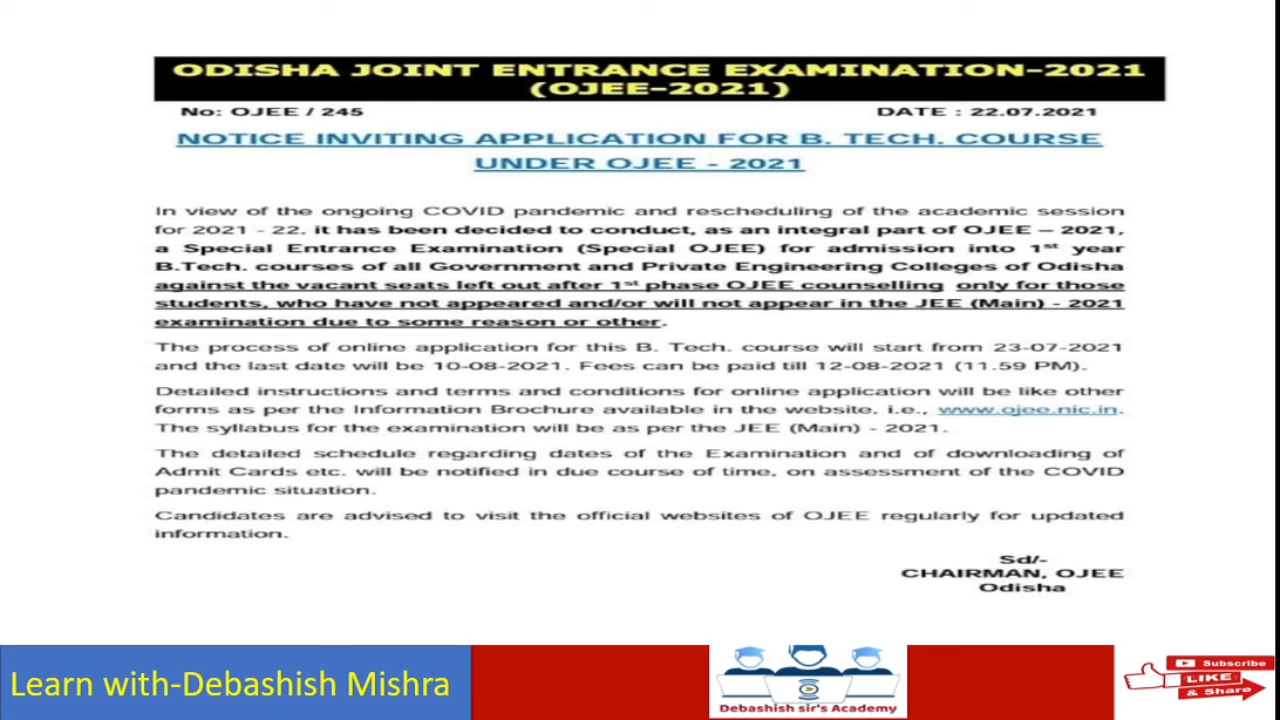 ODISHA JOINT ENTRANCE EXAMINATION-2021
(OJEE-2021)
No: OJEE / 245 DATE : 22.07.2021
NOTICE INVITING APPLICATION FOR B. TECH. COURSE
UNDER OJEE - 2021
In view of the ongoing COVID pandemic and rescheduling of the academic session
for 2021 - 22, it has been decided to conduct, as an integral part of OJEE – 2021,
a Special Entrance Examination (Special OJEE) for admission into 1st year
B.Tech. courses of all Government and Private Engineering Colleges of Odisha
against the vacant seats left out after 1st phase OJEE counselling only for those
students, who have not appeared and/or will not appear in the JEE (Main) - 2021
examination due to some reason or other.
The process of online application for this B. Tech. course will start from 23-07-2021
and the last date will be 10-08-2021. Fees can be paid till 12-08-2021 (11.59 PM).
Detailed instructions and terms and conditions for online application will be like other
forms as per the Information Brochure available in the website, i.e., www.ojee.nic.in.
The syllabus for the examination will be as per the JEE (Main) - 2021.
The detailed schedule regarding dates of the Examination and of downloading of
Admit Cards etc. will be notified in due course of time, on assessment of the COVID
pandemic situation.
Candidates are advised to visit the official websites of OJEE regularly for updated
information.
Sd/-
CHAIRMAN, OJEE
Odisha
Learn with-Debashish Mishra
Debashish sir's Academy
Subscribe
LIKE
& Share